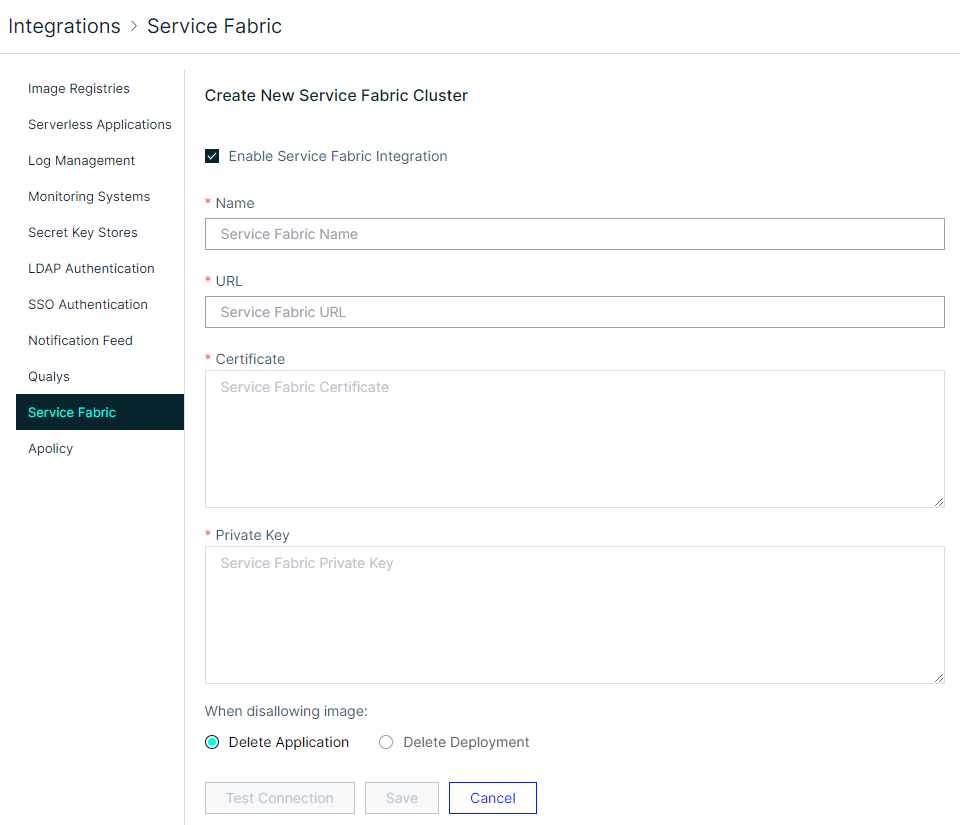 Integrations > Service Fabric
Image Registries
Serverless Applications
Log Management
Monitoring Systems
Secret Key Stores
LDAP Authentication
SSO Authentication
Notification Feed
Qualys
Service Fabric
Apolicy
Create New Service Fabric Cluster
Enable Service Fabric Integration
* Name
Service Fabric Name
* URL
Service Fabric URL
* Certificate
Service Fabric Certificate
* Private Key
Service Fabric Private Key
When disallowing image:
Delete Application Delete Deployment
Test Connection Save Cancel